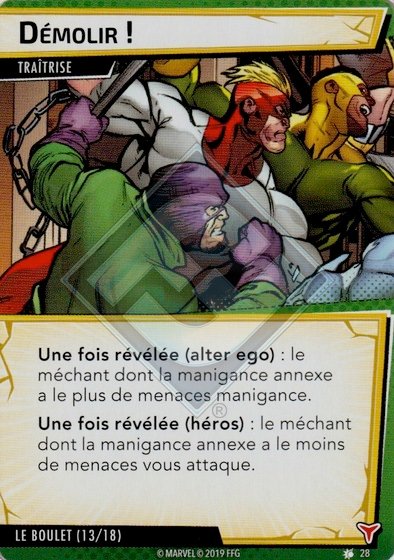 DÉMOLIR !
TRAÎTRISE
Une fois révélée (alter ego) : le
méchant dont la manigance annexe
a le plus de menaces manigance.
Une fois révélée (héros) : le méchant
dont la manigance annexe a le moins
de menaces vous attaque.
®
LE BOULET (13/18)
© MARVEL © 2019 FFG
28